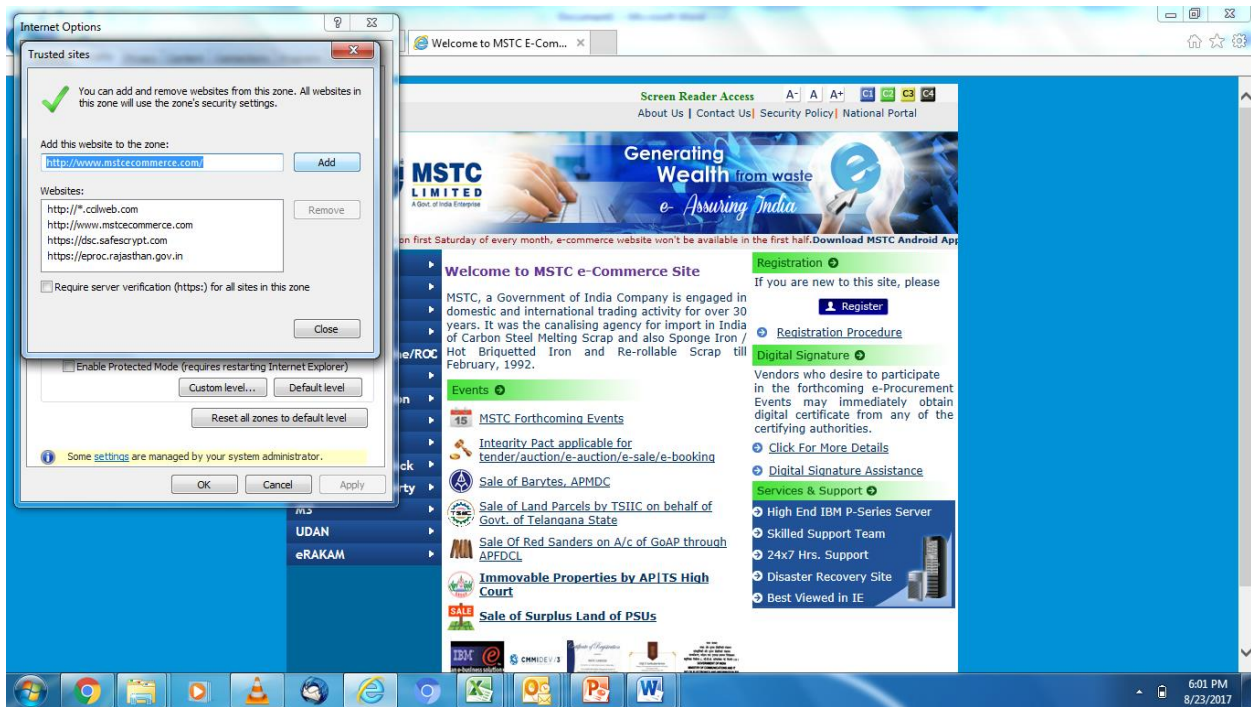 Internet Options
Trusted sites
You can add and remove websites from this zone. All websites in
this zone will use the zone's security settings.
Add this website to the zone:
http://www.mstcecommerce.com/
Add
Websites:
http://*.ccilweb.com
http://www.mstcecommerce.com
https://dsc.safescrypt.com
https://eproc.rajasthan.gov.in
Remove
Require server verification (https:) for all sites in this zone
Close
Enable Protected Mode (requires restarting Internet Explorer)
Custom level...
Default level
Reset all zones to default level
Some settings are managed by your system administrator.
OK
Cancel
Apply
Welcome to MSTC E-Com...
Screen Reader Access
A- A A+ C1 C2 C3 C4
About Us | Contact Us| Security Policy| National Portal
MSTC
LIMITED
A Govt. of India Enterprise
Generating
Wealth from waste
e- Assuring India
on first Saturday of every month, e-commerce website won't be available in the first half.Download MSTC Android App
ne/ROC
on
ck
rty
MS
UDAN
eRAKAM
Welcome to MSTC e-Commerce Site
MSTC, a Government of India Company is engaged in
domestic and international trading activity for over 30
years. It was the canalising agency for import in India
of Carbon Steel Melting Scrap and also Sponge Iron /
Hot Briquetted Iron and Re-rollable Scrap till
February, 1992.
Events
15
MSTC Forthcoming Events
Integrity Pact applicable for
tender/auction/e-auction/e-sale/e-booking
Sale of Barytes, APMDC
Sale of Land Parcels by TSIIC on behalf of
Govt. of Telangana State
Sale Of Red Sanders on A/c of GoAP through
APFDCL
Immovable Properties by AP|TS High
Court
SALE
Sale of Surplus Land of PSUs
IBM
CMMIDEV/3
Registration
If you are new to this site, please
Register
Registration Procedure
Digital Signature
Vendors who desire to participate
in the forthcoming e-Procurement
Events may immediately obtain
digital certificate from any of the
certifying authorities.
Click For More Details
Digital Signature Assistance
Services & Support
High End IBM P-Series Server
Skilled Support Team
24x7 Hrs. Support
Disaster Recovery Site
Best Viewed in IE
6:01 PM
8/23/2017